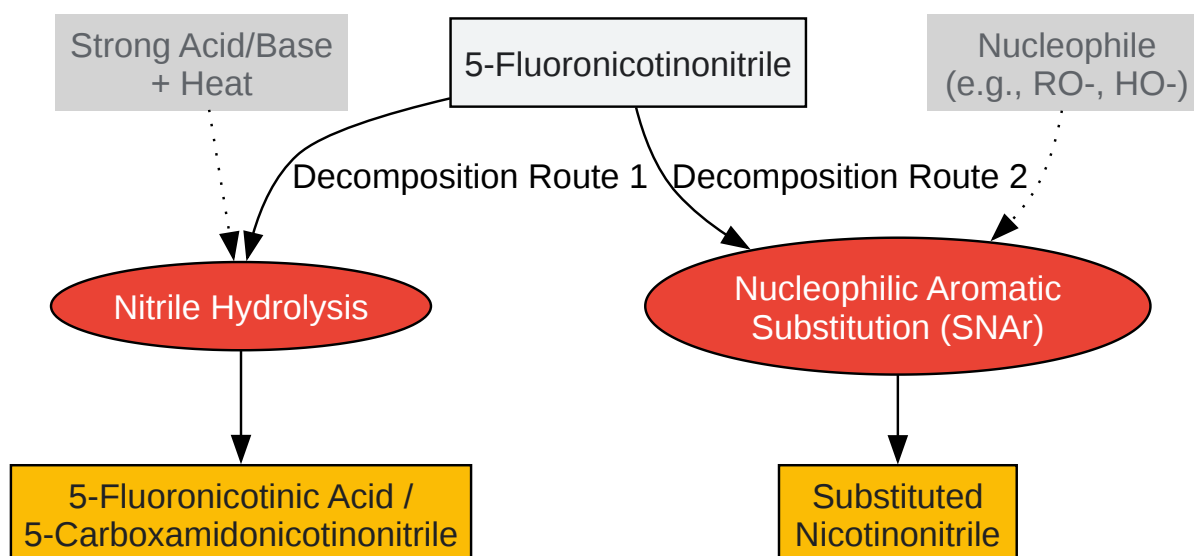 Strong Acid/Base
+ Heat
5-Fluoronicotinonitrile
Nucleophile
(e.g., RO-, HO-)
Decomposition Route 1
Decomposition Route 2
Nitrile Hydrolysis
Nucleophilic Aromatic
Substitution (SNAr)
5-Fluoronicotinic Acid /
5-Carboxamidonicotinonitrile
Substituted
Nicotinonitrile